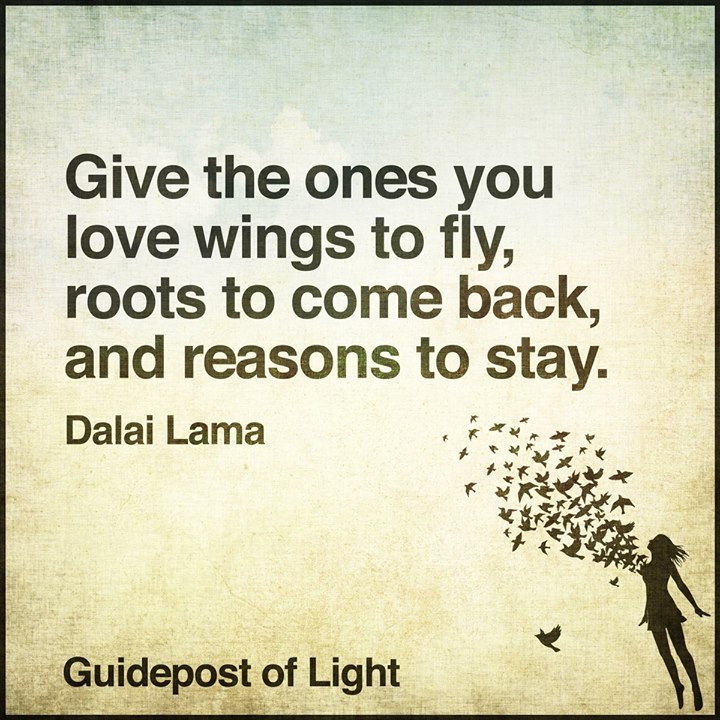 Give the ones you
love wings to fly,
roots to come back,
and reasons to stay.
Dalai Lama
Guidepost of Light